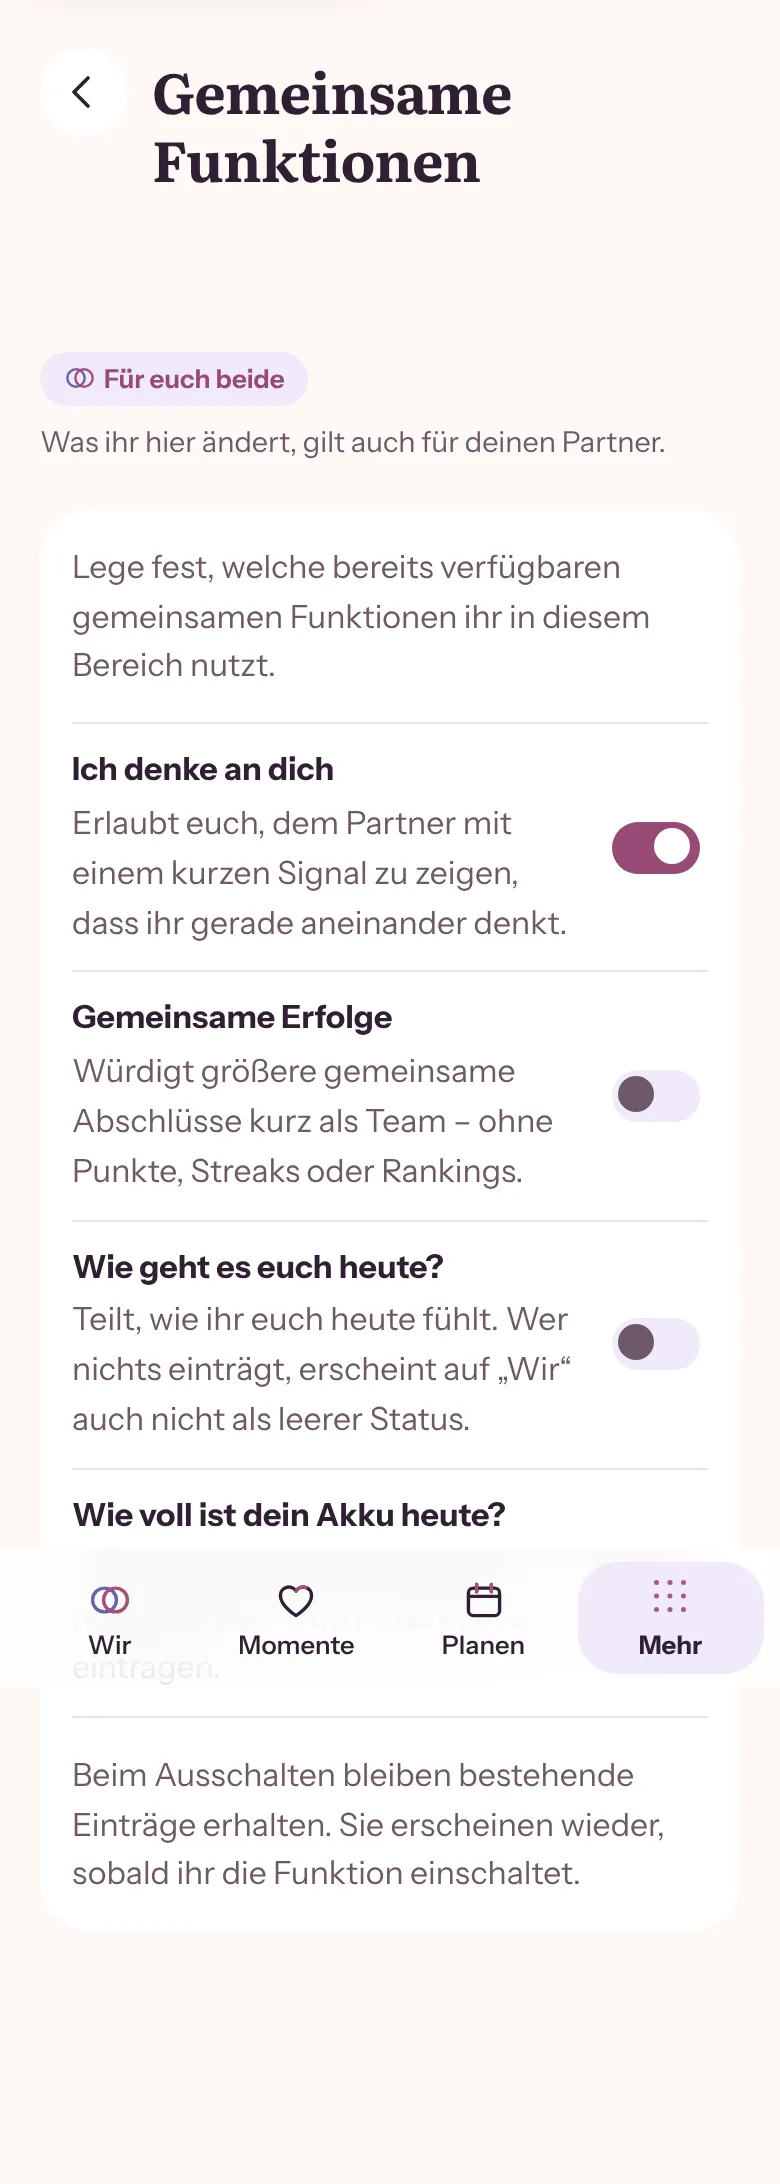 Gemeinsame
Funktionen
Für euch beide
Was ihr hier ändert, gilt auch für deinen Partner.
Lege fest, welche bereits verfügbaren
gemeinsamen Funktionen ihr in diesem
Bereich nutzt.
Ich denke an dich
Erlaubt euch, dem Partner mit
einem kurzen Signal zu zeigen,
dass ihr gerade aneinander denkt.
Gemeinsame Erfolge
Würdigt größere gemeinsame
Abschlüsse kurz als Team – ohne
Punkte, Streaks oder Rankings.
Wie geht es euch heute?
Teilt, wie ihr euch heute fühlt. Wer
nichts einträgt, erscheint auf „Wir“
auch nicht als leerer Status.
Wie voll ist dein Akku heute?
eintragen.
Wir
Momente
Planen
Mehr
Beim Ausschalten bleiben bestehende
Einträge erhalten. Sie erscheinen wieder,
sobald ihr die Funktion einschaltet.